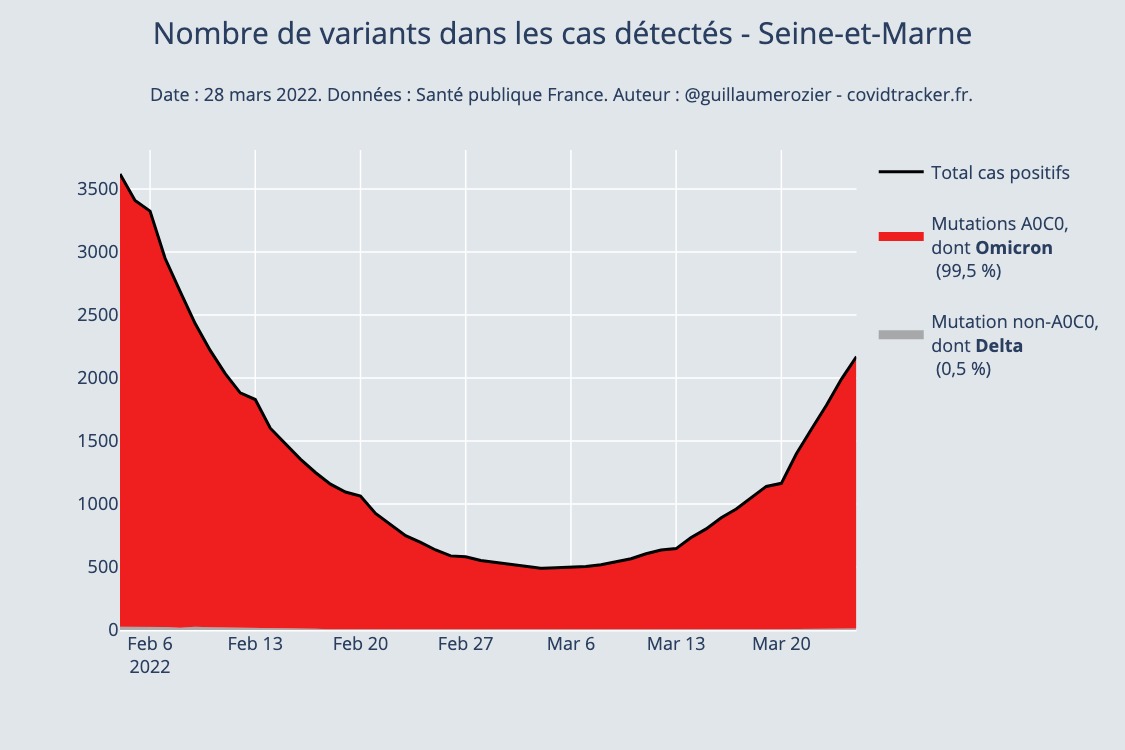 Nombre de variants dans les cas détectés - Seine-et-Marne
Date : 28 mars 2022. Données : Santé publique France. Auteur : @guillaumerozier - covidtracker.fr.
Total cas positifs
Mutations A0C0,
dont Omicron
(99,5 %)
Mutation non-A0C0,
dont Delta
(0,5 %)
3500
3000
2500
2000
1500
1000
500
0
Feb 6 Feb 13 Feb 20 Feb 27 Mar 6 Mar 13 Mar 20
2022